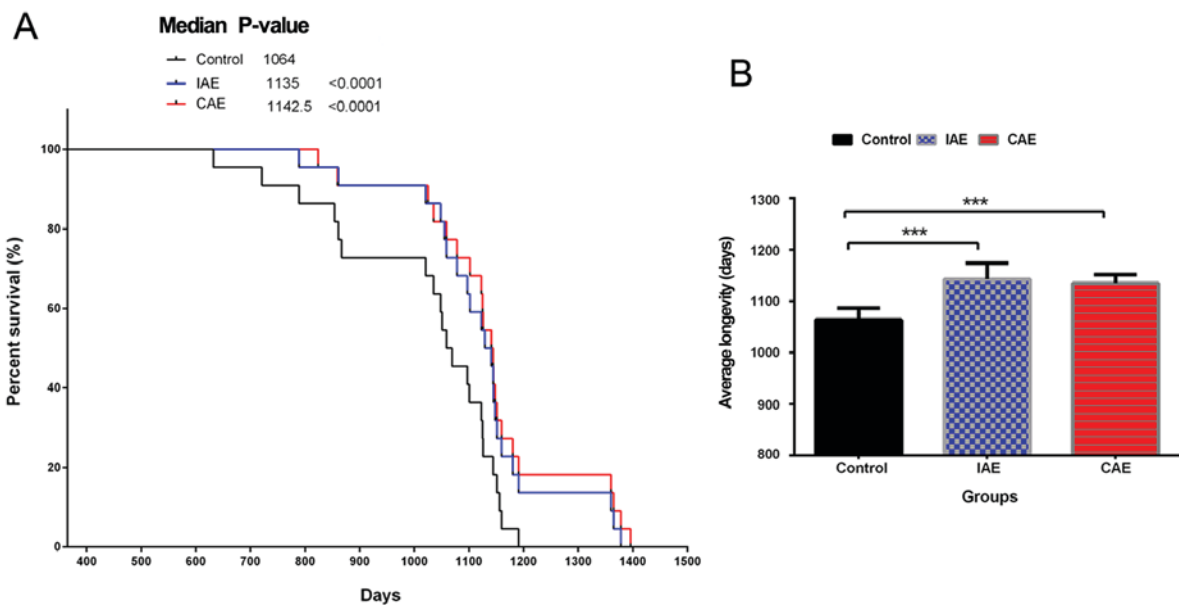 A
Median P-value
Control 1064
IAE 1135 <0.0001
CAE 1142.5 <0.0001
Percent survival (%)
100
80
60
40
20
0
400 500 600 700 800 900 1000 1100 1200 1300 1400 1500
Days
B
Control IAE CAE
Average longevity (days)
1300
1200
1100
1000
900
800
***
***
Control IAE CAE
Groups